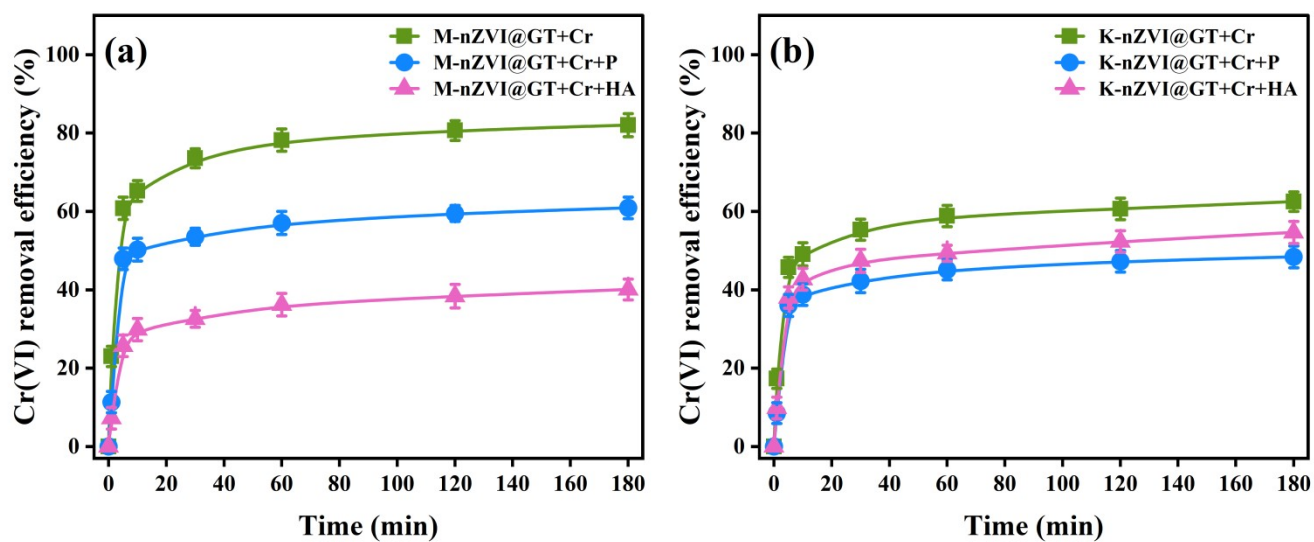 (a)
M-nZVI@GT+Cr
M-nZVI@GT+Cr+P
M-nZVI@GT+Cr+HA
Cr(VI) removal efficiency (%)
100
80
60
40
20
0
0 20 40 60 80 100 120 140 160 180
Time (min)
(b)
K-nZVI@GT+Cr
K-nZVI@GT+Cr+P
K-nZVI@GT+Cr+HA
Cr(VI) removal efficiency (%)
100
80
60
40
20
0
0 20 40 60 80 100 120 140 160 180
Time (min)